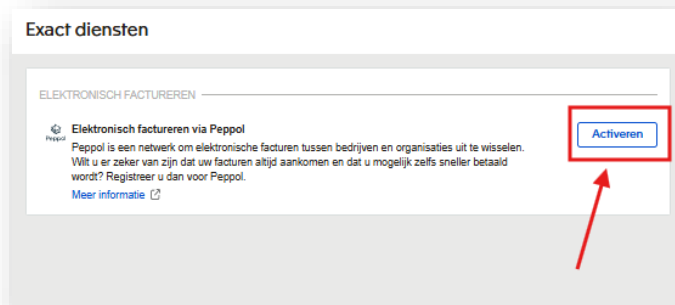 Exact diensten
ELEKTRONISCH FACTUREREN
Peppol
Elektronisch factureren via Peppol
Peppol is een netwerk om elektronische facturen tussen bedrijven en organisaties uit te wisselen.
Wilt u er zeker van zijn dat uw facturen altijd aankomen en dat u mogelijk zelfs sneller betaald
wordt? Registreer u dan voor Peppol.
Meer informatie
Activeren